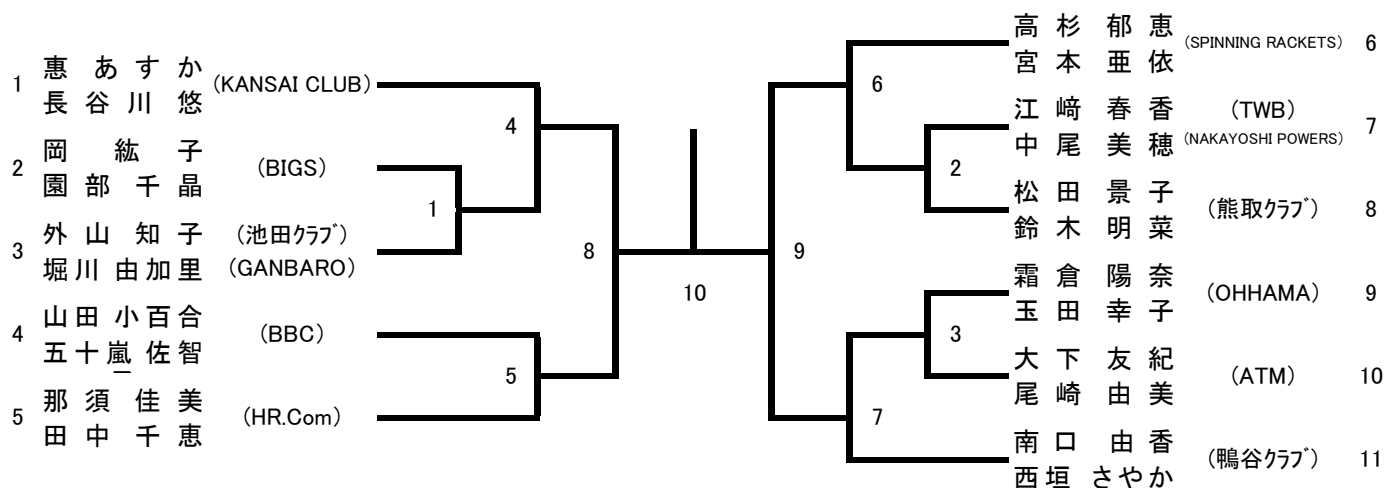 1 惠 あすか (KANSAI CLUB)
長谷川 悠
2 岡 紘子 (BIGS)
園部千晶
3 外山 知子 (池田ｸﾗﾌﾞ)
堀川 由加里 (GANBARO)
4 山田 小百合 (BBC)
五十嵐 佐智
5 那須佳美 (HR.Com)
田中千恵
4
1
5
8
10
9
6
2
3
7
高杉郁恵 (SPINNING RACKETS) 6
宮本亜依
江﨑春香 (TWB) 7
中尾美穂 (NAKAYOSHI POWERS)
松田景子 (熊取ｸﾗﾌﾞ) 8
鈴木明菜
霜倉陽奈 (OHHAMA) 9
玉田幸子
大下友紀 (ATM) 10
尾崎由美
南口 由香 (鴨谷ｸﾗﾌﾞ) 11
西垣 さやか